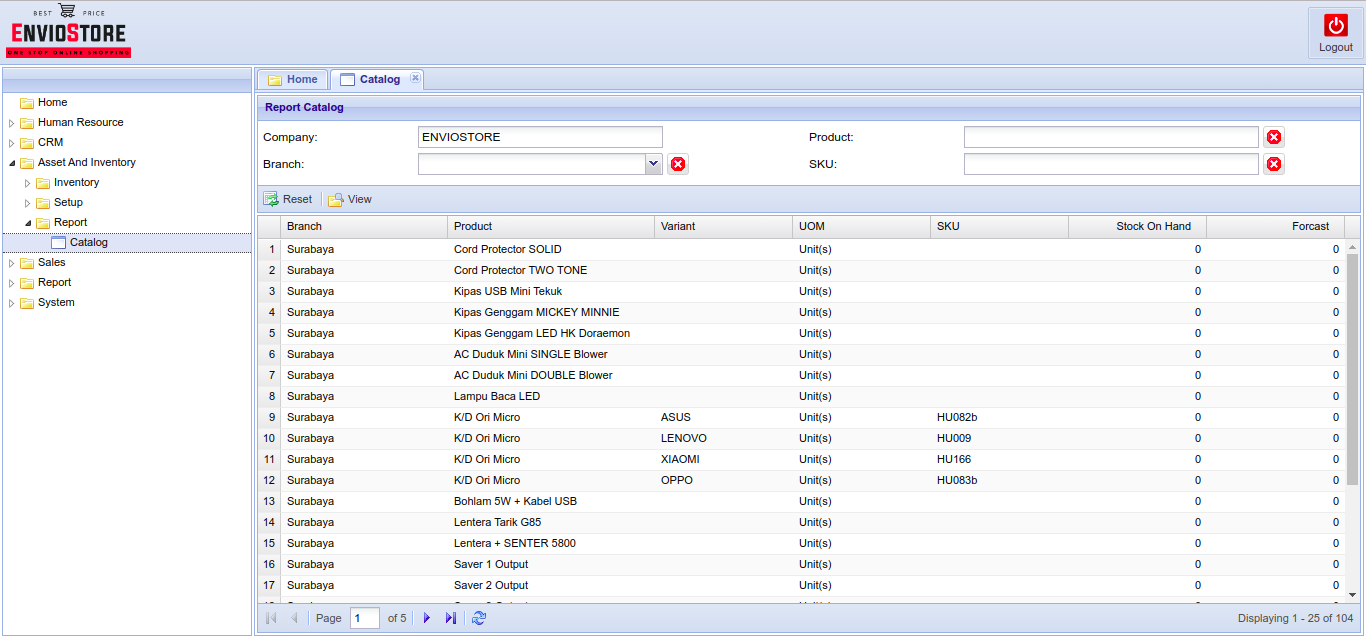 BEST PRICE
ENVIOSTORE
ONE STOP ONLINE SHOPPING
Logout
Home
Human Resource
CRM
Asset And Inventory
Inventory
Setup
Report
Catalog
Sales
Report
System
Home Catalog
Report Catalog
Company: ENVIOSTORE Product:
Branch: SKU:
Reset View
Branch Product Variant UOM SKU Stock On Hand Forcast
1 Surabaya Cord Protector SOLID Unit(s) 0 0
2 Surabaya Cord Protector TWO TONE Unit(s) 0 0
3 Surabaya Kipas USB Mini Tekuk Unit(s) 0 0
4 Surabaya Kipas Genggam MICKEY MINNIE Unit(s) 0 0
5 Surabaya Kipas Genggam LED HK Doraemon Unit(s) 0 0
6 Surabaya AC Duduk Mini SINGLE Blower Unit(s) 0 0
7 Surabaya AC Duduk Mini DOUBLE Blower Unit(s) 0 0
8 Surabaya Lampu Baca LED Unit(s) 0 0
9 Surabaya K/D Ori Micro ASUS Unit(s) HU082b 0 0
10 Surabaya K/D Ori Micro LENOVO Unit(s) HU009 0 0
11 Surabaya K/D Ori Micro XIAOMI Unit(s) HU166 0 0
12 Surabaya K/D Ori Micro OPPO Unit(s) HU083b 0 0
13 Surabaya Bohlam 5W + Kabel USB Unit(s) 0 0
14 Surabaya Lentera Tarik G85 Unit(s) 0 0
15 Surabaya Lentera + SENTER 5800 Unit(s) 0 0
16 Surabaya Saver 1 Output Unit(s) 0 0
17 Surabaya Saver 2 Output Unit(s) 0 0
Page 1 of 5 Displaying 1 - 25 of 104